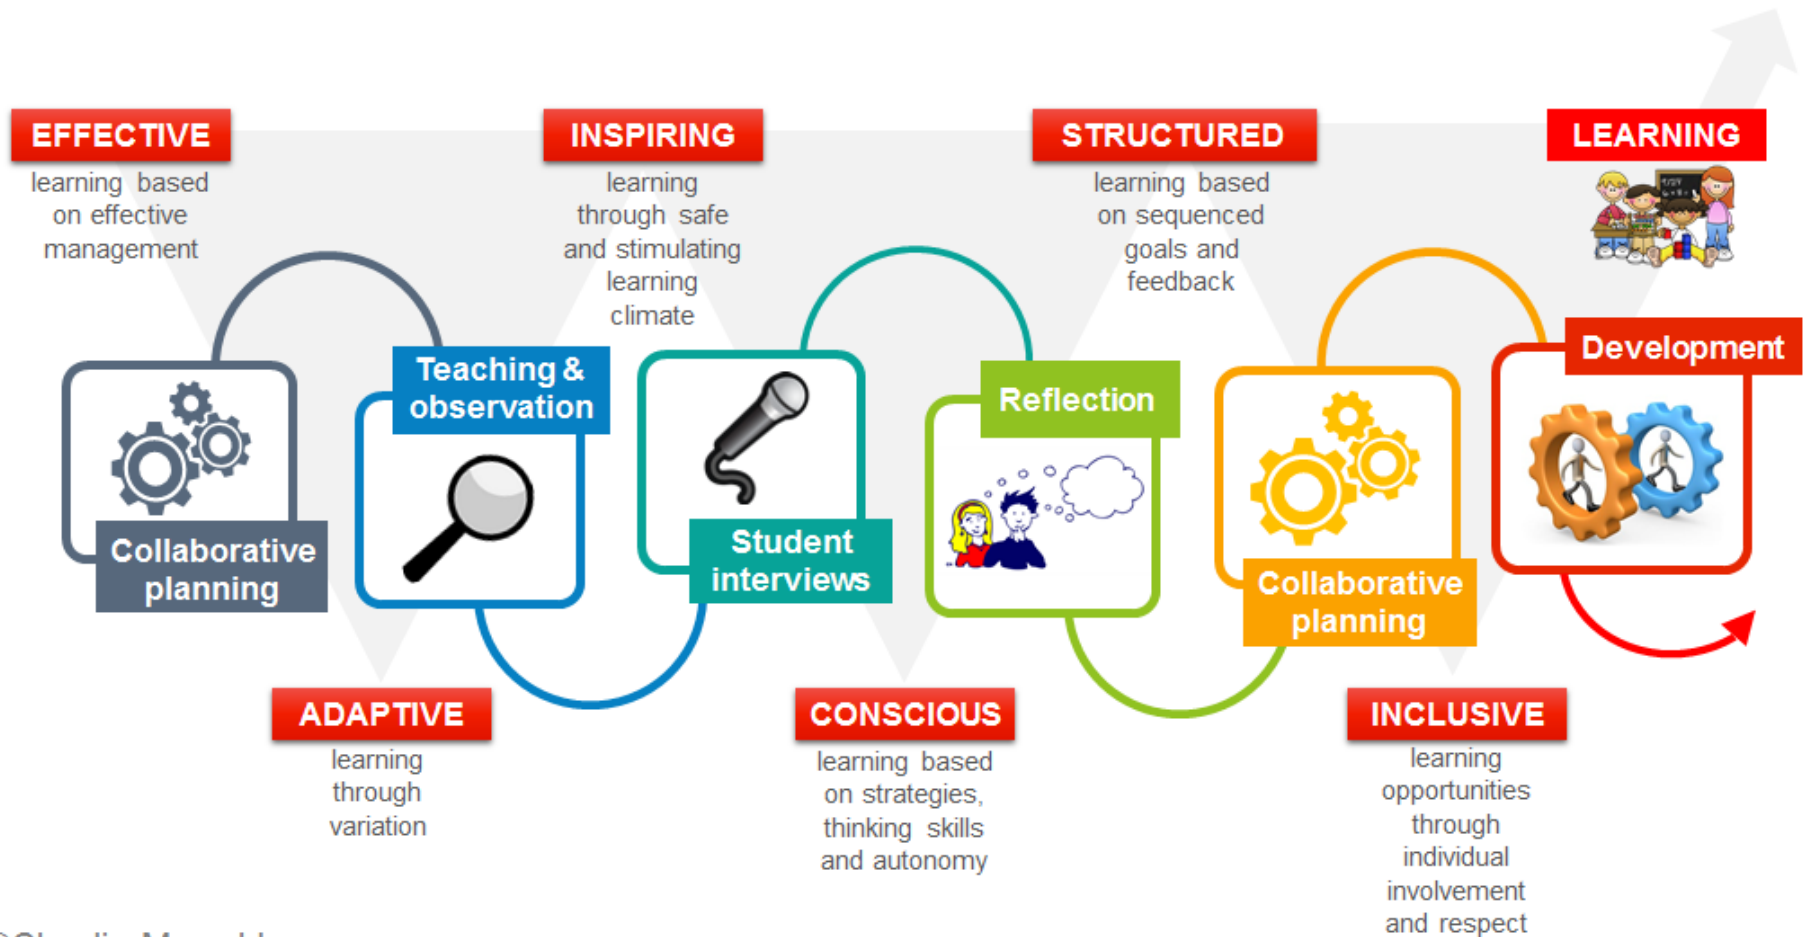 EFFECTIVE
learning based
on effective
management
INSPIRING
learning
through safe
and stimulating
learning
climate
STRUCTURED
learning based
on sequenced
goals and
feedback
LEARNING
Collaborative
planning
Teaching &
observation
Student
interviews
Reflection
Collaborative
planning
Development
ADAPTIVE
learning
through
variation
CONSCIOUS
learning based
on strategies,
thinking skills
and autonomy
INCLUSIVE
learning
opportunities
through
individual
involvement
and respect